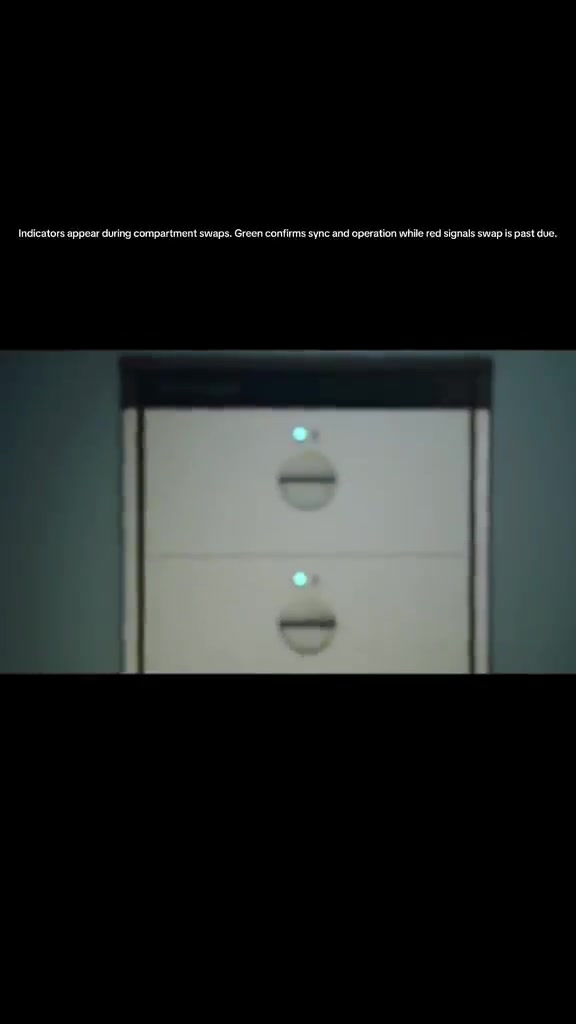 Indicators appear during compartment swaps. Green confirms sync and operation while red signals swap is past due.